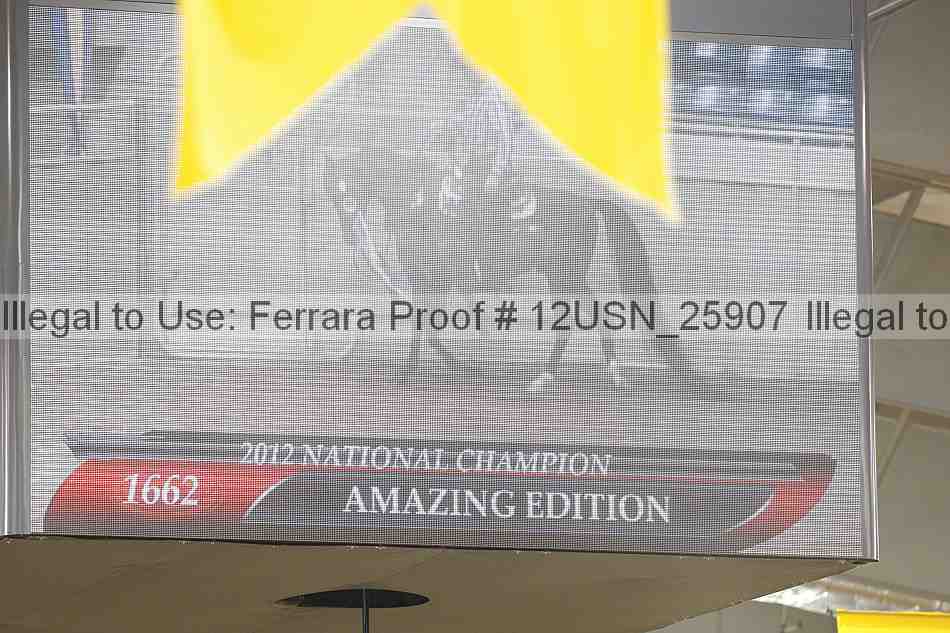 Illegal to Use: Ferrara Proof # 12USN_25907 Illegal to
2012 NATIONAL CHAMPION
1662 AMAZING EDITION